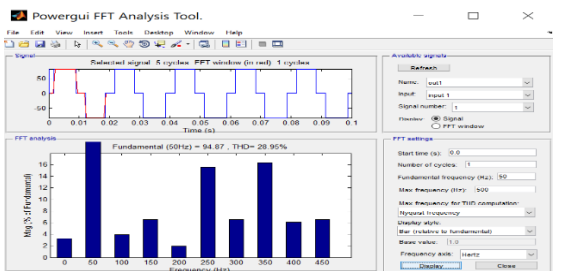 Powergui FFT Analysis Tool.
File Edit View Insert Tools Desktop Window Help
Signal
Selected signal: 5 cycles. FFT window (in red): 1 cycles
50
0
-50
0 0.01 0.02 0.03 0.04 0.05 0.06 0.07 0.08 0.09 0.1
Time (s)
FFT analysis
Fundamental (50Hz) = 94.87 , THD= 28.95%
16
14
12
10
8
6
4
2
0
Mag (% of Fundamental)
0 50 100 150 200 250 300 350 400 450
Frequency (Hz)
Available signals
Refresh
Name: out1
Input: input 1
Signal number: 1
Display: Signal
FFT window
FFT settings
Start time (s): 0.0
Number of cycles: 1
Fundamental frequency (Hz): 50
Max frequency (Hz): 500
Max frequency for THD computation:
Nyquist frequency
Display style:
Bar (relative to fundamental)
Base value: 1.0
Frequency axis: Hertz
Display Close